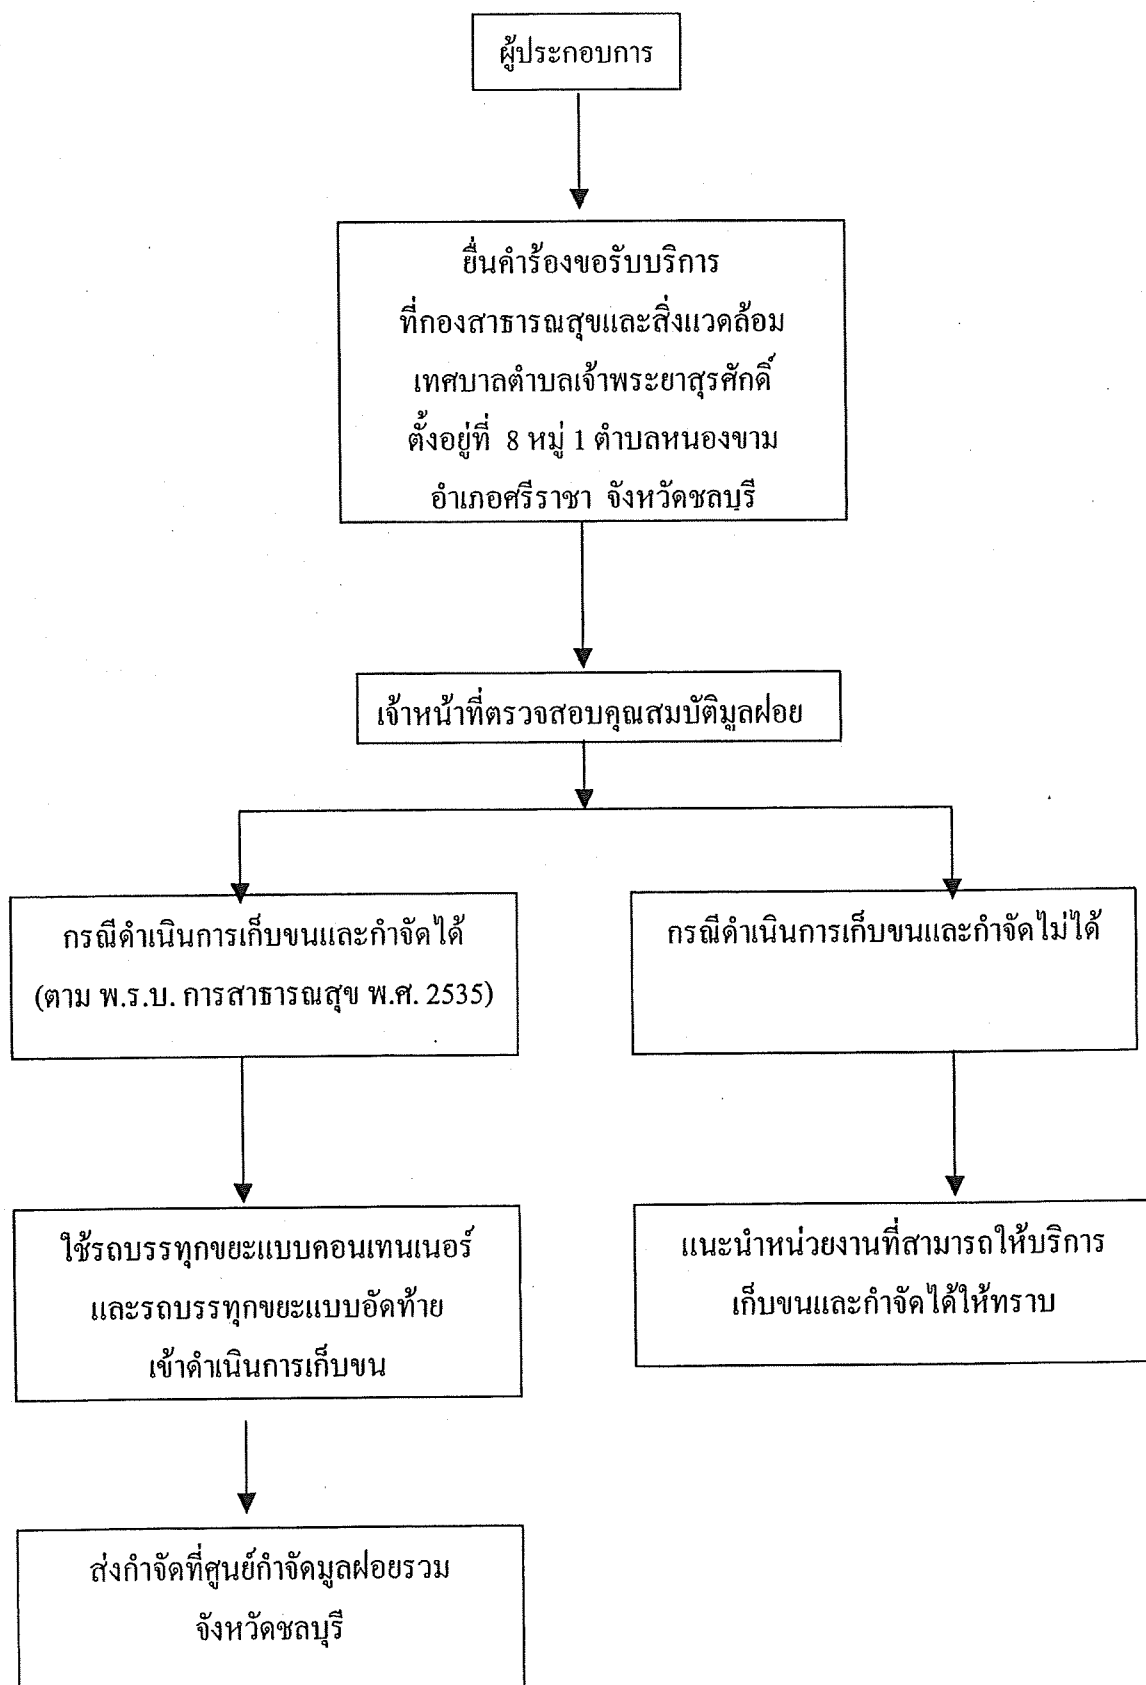 ผู้ประกอบการ
ยื่นคำร้องขอรับบริการ
ที่กองสาธารณสุขและสิ่งแวดล้อม
เทศบาลตำบลเจ้าพระยาสุรศักดิ์
ตั้งอยู่ที่ 8 หมู่ 1 ตำบลหนองขาม
อำเภอศรีราชา จังหวัดชลบุรี
เจ้าหน้าที่ตรวจสอบคุณสมบัติมูลฝอย
กรณีดำเนินการเก็บขนและกำจัดได้
(ตาม พ.ร.บ. การสาธารณสุข พ.ศ. 2535)
กรณีดำเนินการเก็บขนและกำจัดไม่ได้
ใช้รถบรรทุกขยะแบบคอนเทนเนอร์
และรถบรรทุกขยะแบบอัดท้าย
เข้าดำเนินการเก็บขน
แนะนำหน่วยงานที่สามารถให้บริการ
เก็บขนและกำจัดได้ให้ทราบ
ส่งกำจัดที่ศูนย์กำจัดมูลฝอยรวม
จังหวัดชลบุรี